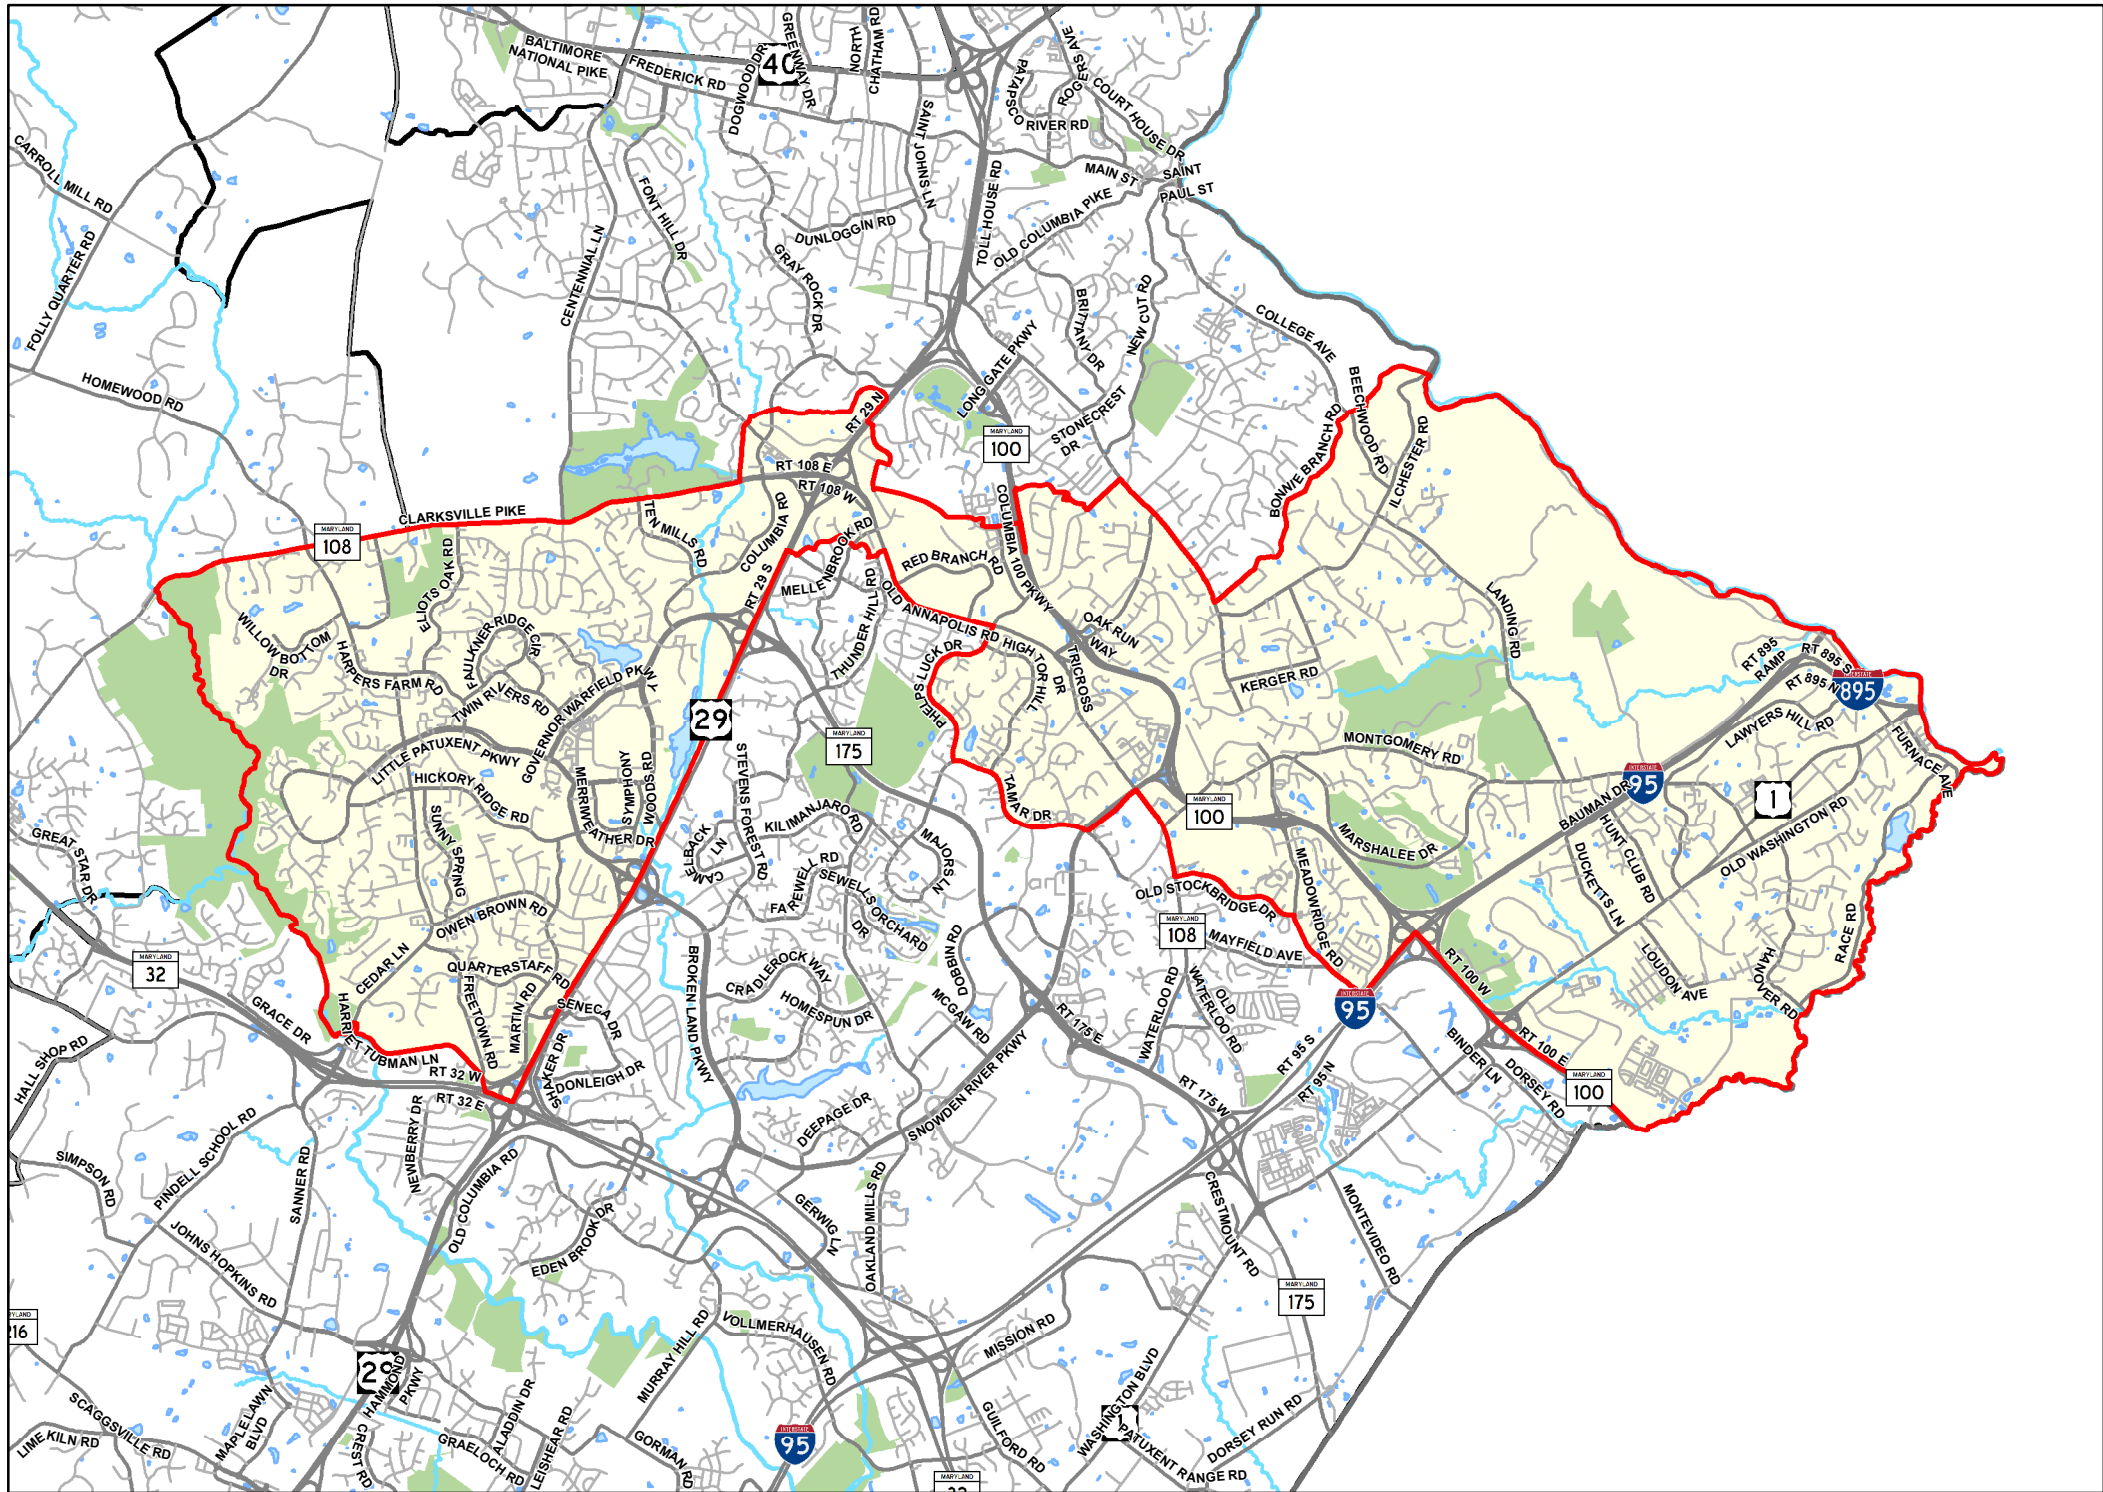 BALTIMORE
NATIONAL PIKE
FREDERICK RD
DOGWOOD DR
40
GREENWAY DR
NORTH
CHATHAM RD
SAINT JOHNS LN
PATAPSCO
RIVER RD
ROGERS AVE
COURT HOUSE DR
MAIN ST
SAINT
PAUL ST
TOLL HOUSE RD
OLD COLUMBIA PIKE
CARROLL MILL RD
FOLLY QUARTER RD
HOMEWOOD RD
CENTENNIAL LN
FONT HILL DR
DUNLOGGIN RD
GRAY ROCK DR
BRITTANY DR
NEW CUT RD
COLLEGE AVE
LONG GATE PKWY
STONECREST
DR
BONNIE BRANCH RD
BEECHWOOD RD
ILCHESTER RD
MARYLAND
100
RT 29 N
RT 108 E
RT 108 W
CLARKSVILLE PIKE
MARYLAND
108
TEN MILLS RD
COLUMBIA RD
RT 29 S
MELLENBROOK RD
RED BRANCH RD
COLUMBIA 100 PKWY
OLD ANNAPOLIS RD
THUNDER HILL RD
HIGH TOR HILL
DR
TRICROSS
OAK RUN
WAY
PHELPS LUCK DR
KERGER RD
LANDING RD
RT 895
RAMP
RT 895 S
RT 895 N
INTERSTATE
895
LAWYERS HILL RD
FURNACE AVE
WILLOW BOTTOM
DR
ELIOTS OAK RD
HARPERS FARM RD
FAULKNER RIDGE CIR
TWIN RIVERS RD
GOVERNOR WARFIELD PKWY
LITTLE PATUXENT PKWY
HICKORY RIDGE RD
SUNNY SPRING
MERRIWEATHER DR
SYMPHONY
WOODS RD
29
STEVENS FOREST RD
MARYLAND
175
MONTGOMERY RD
BAUMAN DR
INTERSTATE
95
1
OLD WASHINGTON RD
HUNT CLUB RD
DUCKETTS LN
MARSHALEE DR
MARYLAND
100
TAMAR DR
MEADOWRIDGE RD
OLD STOCKBRIDGE DR
MARYLAND
108
MAYFIELD AVE
CAMELBACK
LN
KILIMANJARO RD
MAJORS LN
FAREWELL RD
SEWELLS ORCHARD
DR
DOBBIN RD
GREAT STAR DR
OWEN BROWN RD
CEDAR LN
QUARTERSTAFF RD
FREETOWN RD
MARTIN RD
SENECA DR
SHAKER DR
DONLEIGH DR
BROKEN LAND PKWY
CRADLEROCK WAY
HOMESPUN DR
MCGAW RD
WATERLOO RD
OLD
WATERLOO RD
INTERSTATE
95
RT 100 W
RT 100 E
LOUDON AVE
HANOVER RD
RACE RD
MARYLAND
32
GRACE DR
HARRIET TUBMAN LN
RT 32 W
RT 32 E
HALL SHOP RD
NEWBERRY DR
OLD COLUMBIA RD
DEEPAGE DR
SNOWDEN RIVER PKWY
RT 175 E
RT 175 W
RT 95 S
RT 95 N
BINDER LN
DORSEY RD
MARYLAND
100
SIMPSON RD
PINDELL SCHOOL RD
SANNER RD
JOHNS HOPKINS RD
EDEN BROOK DR
GERWIG LN
OAKLAND MILLS RD
CRESTMOUNT RD
MONTEVIDEO RD
MARYLAND
175
MURRAY HILL RD
VOLLMERHAUSEN RD
MISSION RD
29
HAMMOND
PKWY
MAPLE LAWN
BLVD
SCAGGSVILLE RD
LIME KILN RD
CREST RD
GRAELOCH RD
ALADDIN DR
LEISHEAR RD
GORMAN RD
INTERSTATE
95
GUILFORD RD
WASHINGTON BLVD
PATUXENT RANGE RD
DORSEY RUN RD
MARYLAND